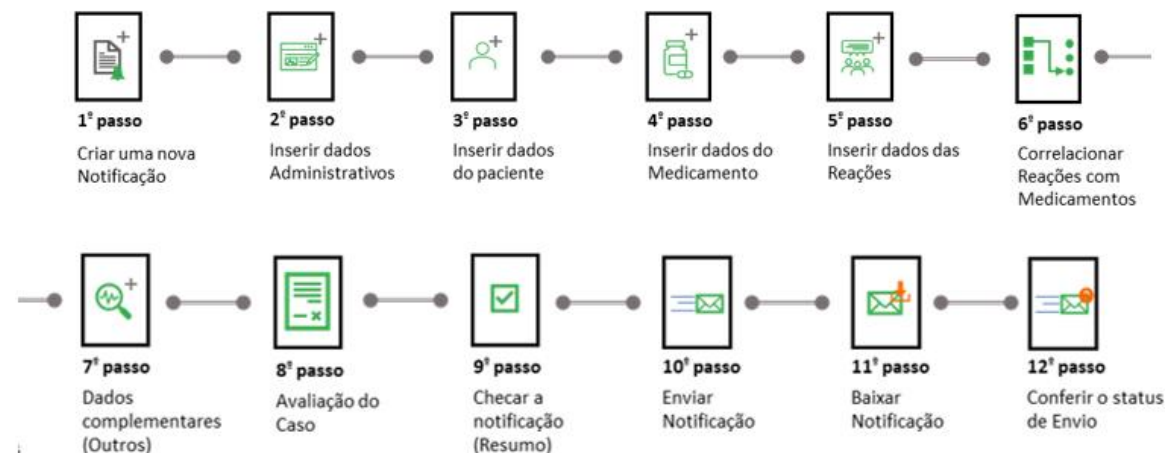 1º passo
Criar uma nova
Notificação
2º passo
Inserir dados
Administrativos
3º passo
Inserir dados
do paciente
4º passo
Inserir dados do
Medicamento
5º passo
Inserir dados das
Reações
6º passo
Correlacionar
Reações com
Medicamentos
7º passo
Dados
complementares
(Outros)
8º passo
Avaliação do
Caso
9º passo
Checar a
notificação
(Resumo)
10º passo
Enviar
Notificação
11º passo
Baixar
Notificação
12º passo
Conferir o status
de Envio